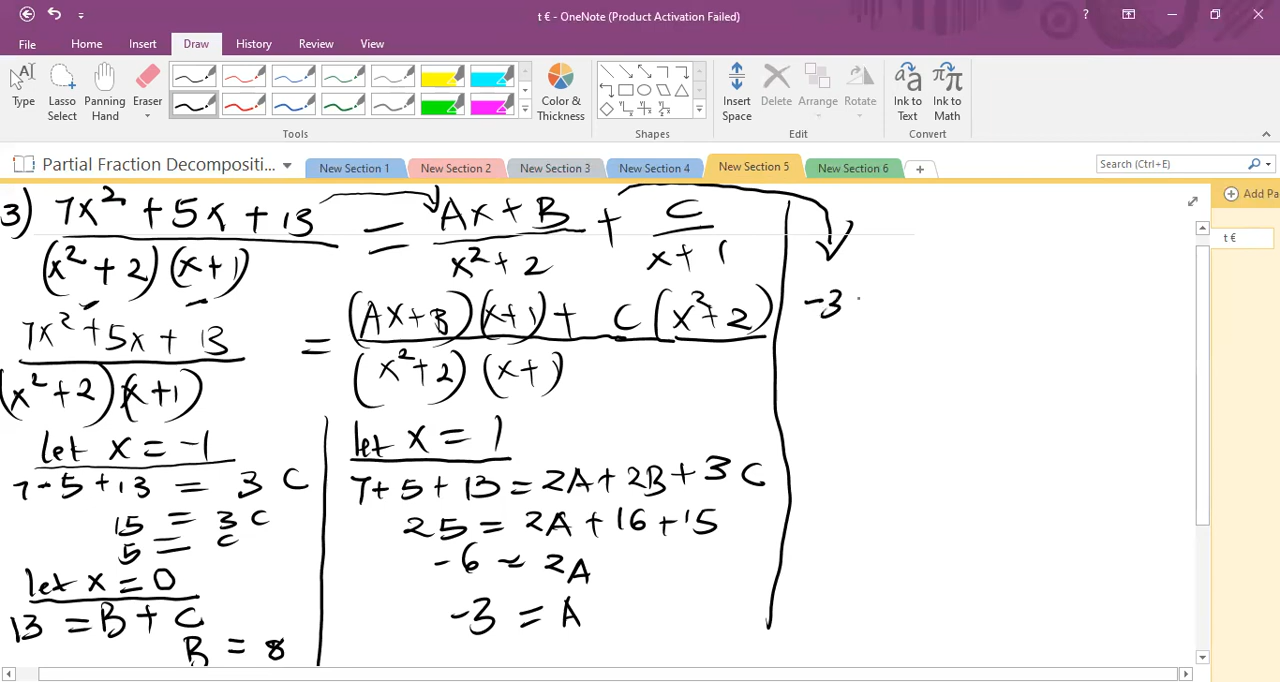 t € - OneNote (Product Activation Failed)
File Home Insert Draw History Review View
Type Lasso Select Panning Hand Eraser Color & Thickness Insert Space Delete Arrange Rotate Ink to Text Ink to Math
Tools Shapes Edit Convert
Partial Fraction Decompositi... New Section 1 New Section 2 New Section 3 New Section 4 New Section 5 New Section 6 Search (Ctrl+E)
Add Pa
t €
3) 7x² + 5x + 13 = Ax + B + C
(x² + 2) (x + 1) x² + 2 x + 1
7x² + 5x + 13 = (Ax + B) (x + 1) + C (x² + 2)
(x² + 2) (x + 1) (x² + 2) (x + 1)
let x = -1
7 - 5 + 13 = 3 C
15 = 3 C
5 = C
let x = 0
13 = B + C
B = 8
let x = 1
7 + 5 + 13 = 2A + 2B + 3 C
25 = 2A + 16 + 15
-6 = 2A
-3 = A
-3